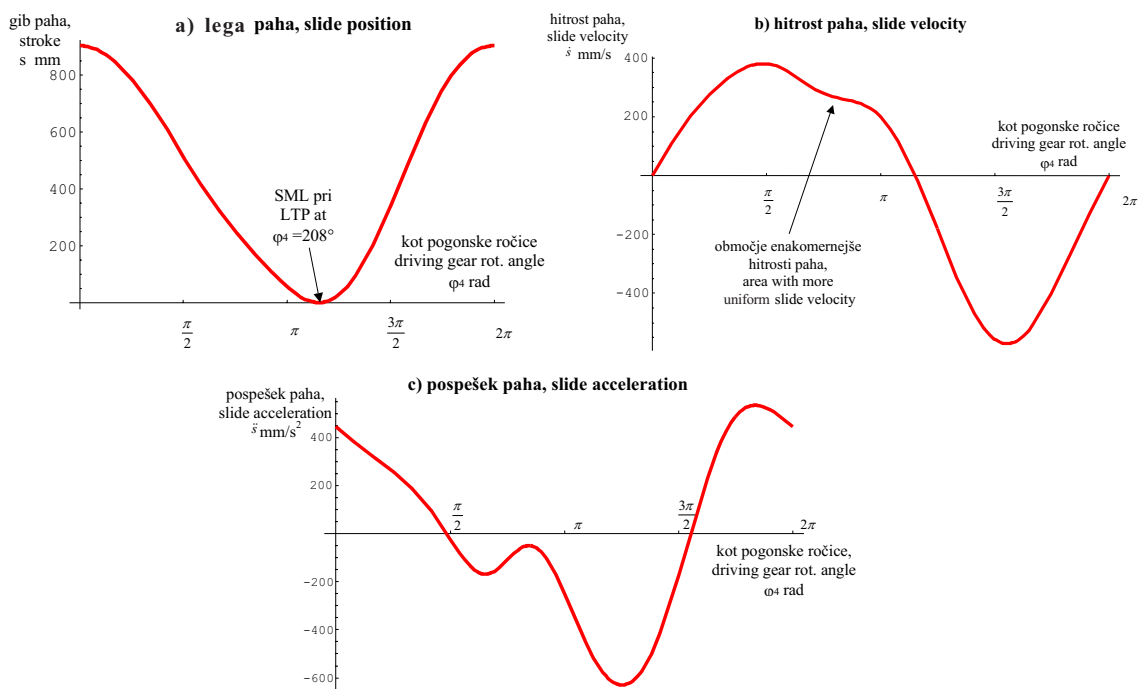 a) lega paha, slide position
gib paha,
stroke
s mm
800
600
400
200
SML pri
LTP at
φ4 =208°
kot pogonske ročice
driving gear rot. angle
φ4 rad
π/2
π
3π/2
2π
b) hitrost paha, slide velocity
hitrost paha,
slide velocity
ṡ mm/s
400
200
-200
-400
kot pogonske ročice
driving gear rot. angle
φ4 rad
π/2
π
3π/2
2π
območje enakomernejše
hitrosti paha,
area with more
uniform slide velocity
c) pospešek paha, slide acceleration
pospešek paha,
slide acceleration
s̈ mm/s²
400
200
-200
-400
-600
π/2
π
3π/2
2π
kot pogonske ročice,
driving gear rot. angle
φ4 rad